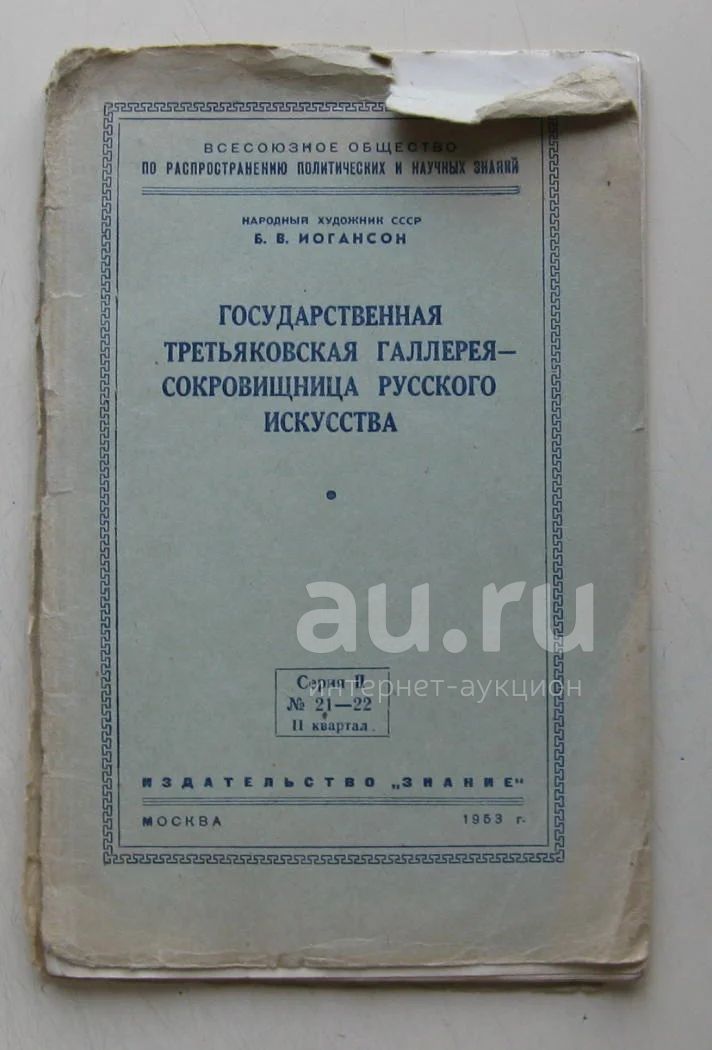 ВСЕСОЮЗНОЕ ОБЩЕСТВО
ПО РАСПРОСТРАНЕНИЮ ПОЛИТИЧЕСКИХ И НАУЧНЫХ ЗНАНИЙ
НАРОДНЫЙ ХУДОЖНИК СССР
Б. В. ИОГАНСОН
ГОСУДАРСТВЕННАЯ
ТРЕТЬЯКОВСКАЯ ГАЛЛЕРЕЯ—
СОКРОВИЩНИЦА РУССКОГО
ИСКУССТВА
au.ru
интернет-аукцион
Серия II
№ 21—22
II квартал
ИЗДАТЕЛЬСТВО „ЗНАНИЕ“
МОСКВА 1953 г.